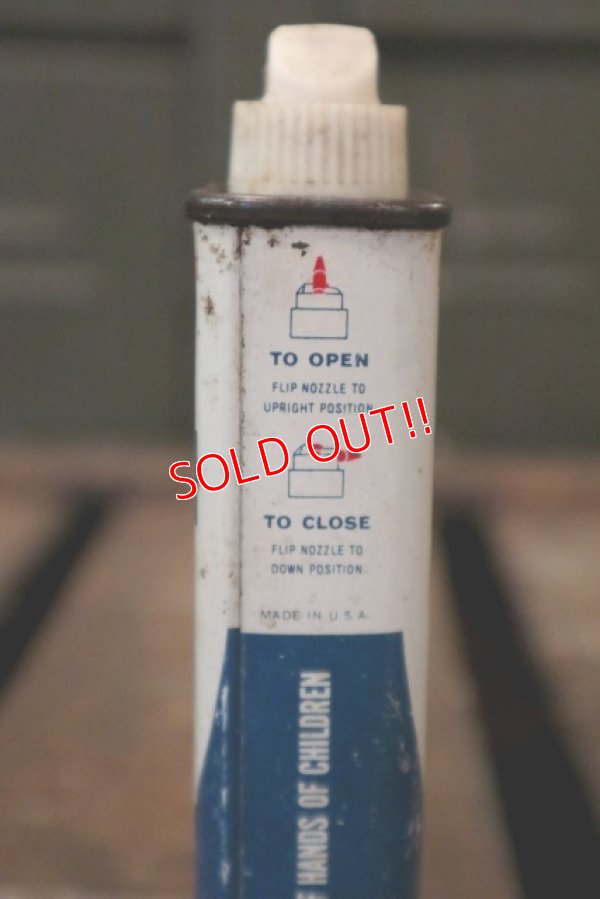 TO OPEN
FLIP NOZZLE TO
UPRIGHT POSITION
SOLD OUT!!
TO CLOSE
FLIP NOZZLE TO
DOWN POSITION
MADE IN U.S.A.
HANDS OF CHILDREN